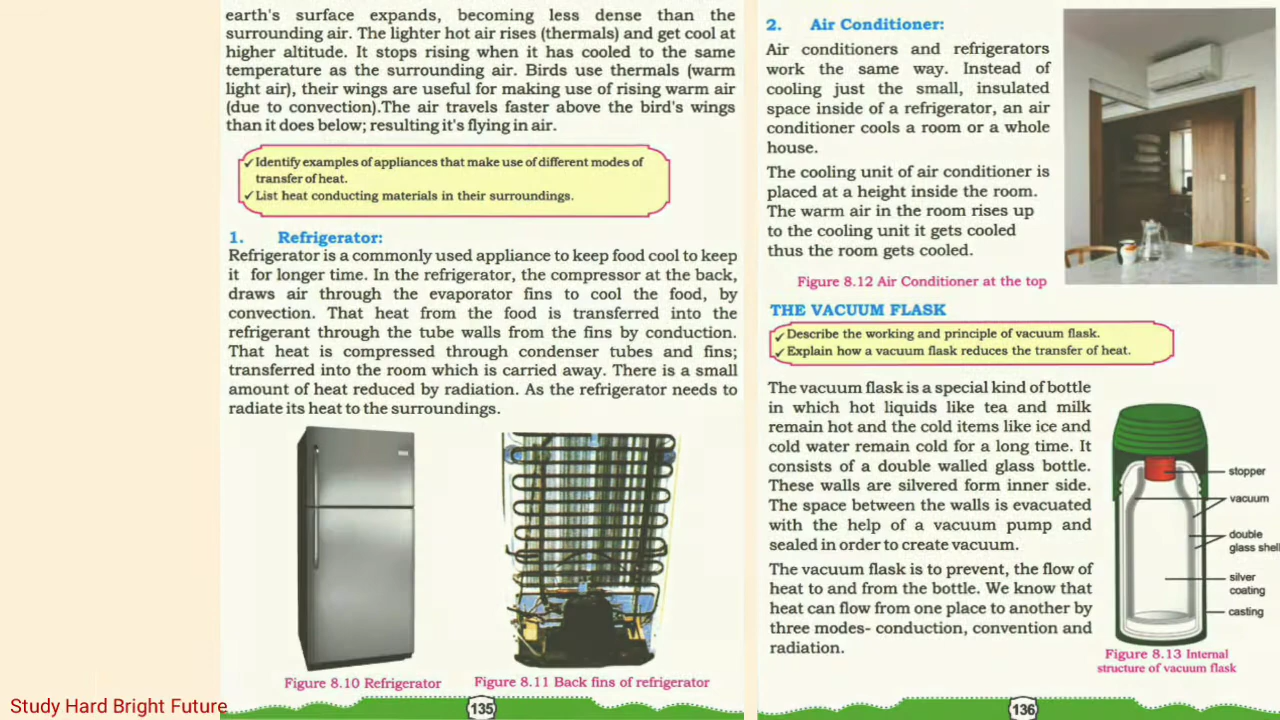 earth's surface expands, becoming less dense than the
surrounding air. The lighter hot air rises (thermals) and get cool at
higher altitude. It stops rising when it has cooled to the same
temperature as the surrounding air. Birds use thermals (warm
light air), their wings are useful for making use of rising warm air
(due to convection).The air travels faster above the bird's wings
than it does below; resulting it's flying in air.
✓Identify examples of appliances that make use of different modes of
transfer of heat.
✓List heat conducting materials in their surroundings.
1. Refrigerator:
Refrigerator is a commonly used appliance to keep food cool to keep
it for longer time. In the refrigerator, the compressor at the back,
draws air through the evaporator fins to cool the food, by
convection. That heat from the food is transferred into the
refrigerant through the tube walls from the fins by conduction.
That heat is compressed through condenser tubes and fins;
transferred into the room which is carried away. There is a small
amount of heat reduced by radiation. As the refrigerator needs to
radiate its heat to the surroundings.
Figure 8.10 Refrigerator
Figure 8.11 Back fins of refrigerator
135
2. Air Conditioner:
Air conditioners and refrigerators
work the same way. Instead of
cooling just the small, insulated
space inside of a refrigerator, an air
conditioner cools a room or a whole
house.
The cooling unit of air conditioner is
placed at a height inside the room.
The warm air in the room rises up
to the cooling unit it gets cooled
thus the room gets cooled.
Figure 8.12 Air Conditioner at the top
THE VACUUM FLASK
✓Describe the working and principle of vacuum flask.
✓Explain how a vacuum flask reduces the transfer of heat.
The vacuum flask is a special kind of bottle
in which hot liquids like tea and milk
remain hot and the cold items like ice and
cold water remain cold for a long time. It
consists of a double walled glass bottle.
These walls are silvered form inner side.
The space between the walls is evacuated
with the help of a vacuum pump and
sealed in order to create vacuum.
The vacuum flask is to prevent, the flow of
heat to and from the bottle. We know that
heat can flow from one place to another by
three modes- conduction, convention and
radiation.
stopper
vacuum
double
glass shell
silver
coating
casting
Figure 8.13 Internal
structure of vacuum flask
136
Study Hard Bright Future